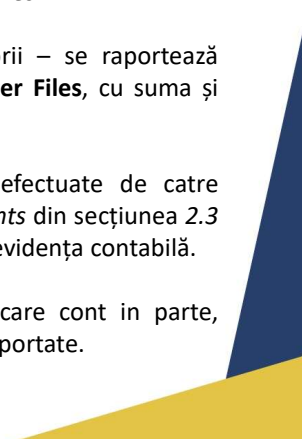 rii – se raportează
er Files, cu suma și
efectuate de catre
nts din secțiunea 2.3
evidența contabilă.
care cont in parte,
portate.